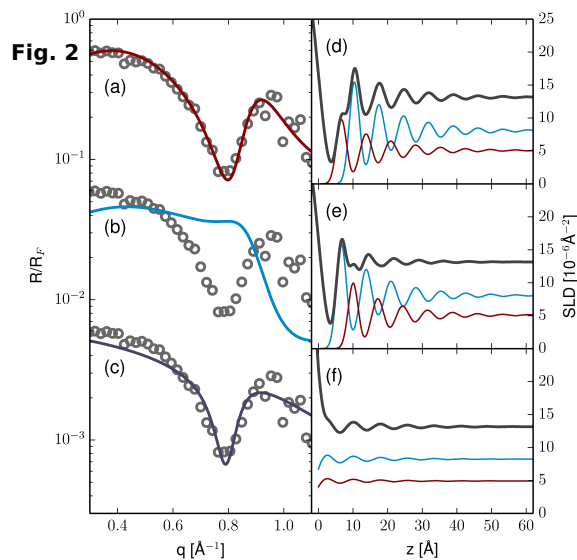 Fig. 2
10⁰
10⁻¹
10⁻²
10⁻³
R/R_F
(a)
(b)
(c)
0.4 0.6 0.8 1.0
q [Å⁻¹]
(d)
(e)
(f)
25
20
15
10
5
0
20
15
10
5
0
20
15
10
5
0
SLD [10⁻⁶Å⁻²]
0 10 20 30 40 50 60
z [Å]